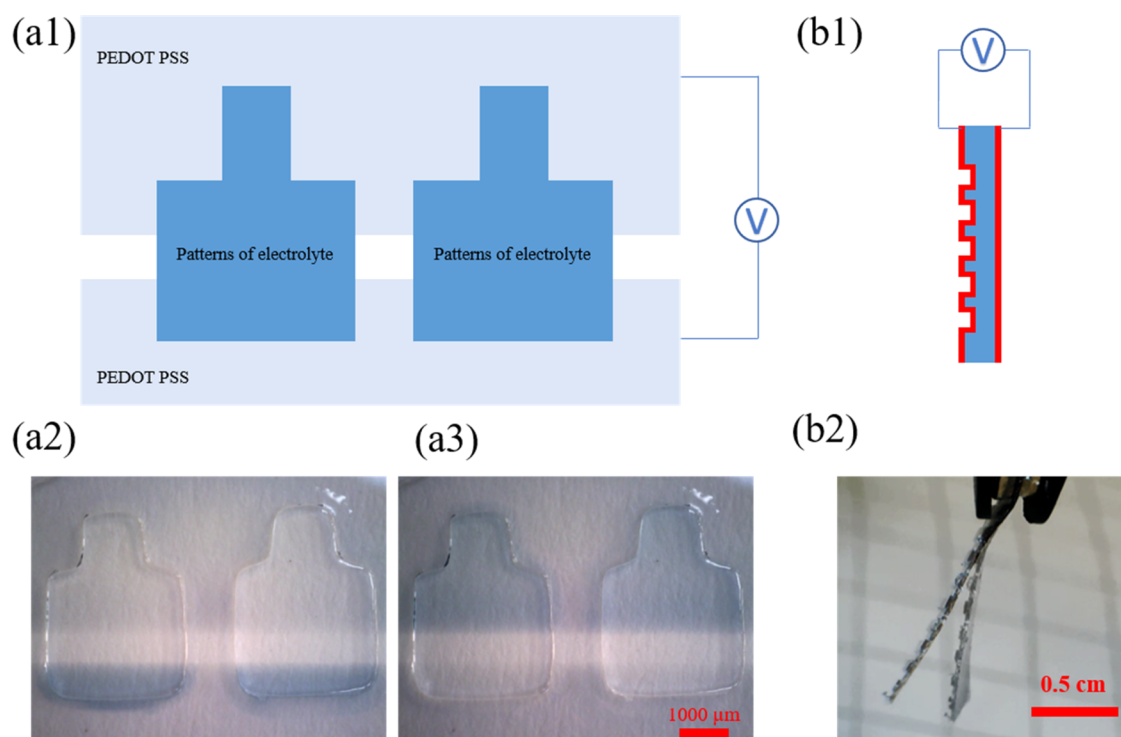 (a1)
PEDOT PSS
Patterns of electrolyte
Patterns of electrolyte
V
PEDOT PSS
(b1)
V
(a2)
(a3)
1000 µm
(b2)
0.5 cm